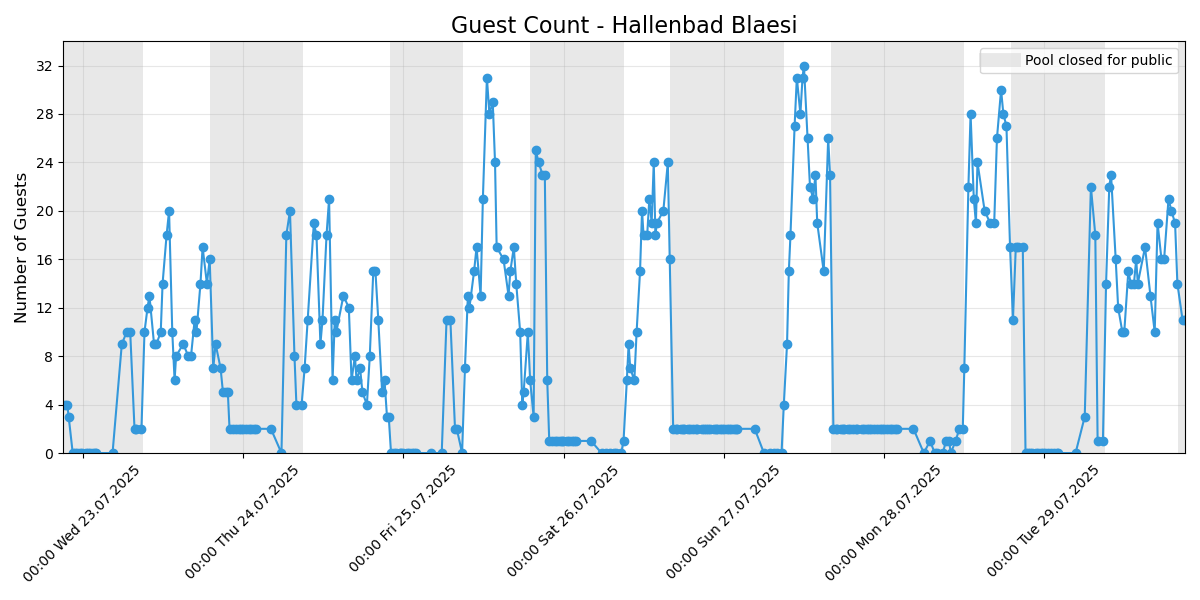 Guest Count - Hallenbad Blaesi
Pool closed for public
Number of Guests
32
28
24
20
16
12
8
4
0
00:00 Wed 23.07.2025
00:00 Thu 24.07.2025
00:00 Fri 25.07.2025
00:00 Sat 26.07.2025
00:00 Sun 27.07.2025
00:00 Mon 28.07.2025
00:00 Tue 29.07.2025